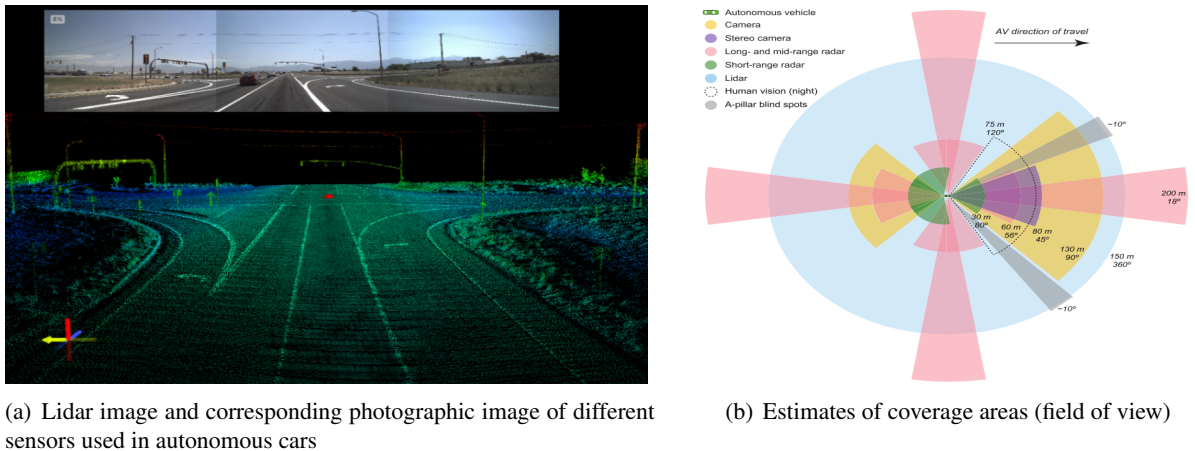 8%
Autonomous vehicle
Camera
Stereo camera
Long- and mid-range radar
Short-range radar
Lidar
Human vision (night)
A-pillar blind spots
AV direction of travel
75 m
120º
~10º
200 m
18º
30 m
80º
60 m
56º
80 m
45º
130 m
90º
150 m
360º
~10º
(a) Lidar image and corresponding photographic image of different
sensors used in autonomous cars
(b) Estimates of coverage areas (field of view)